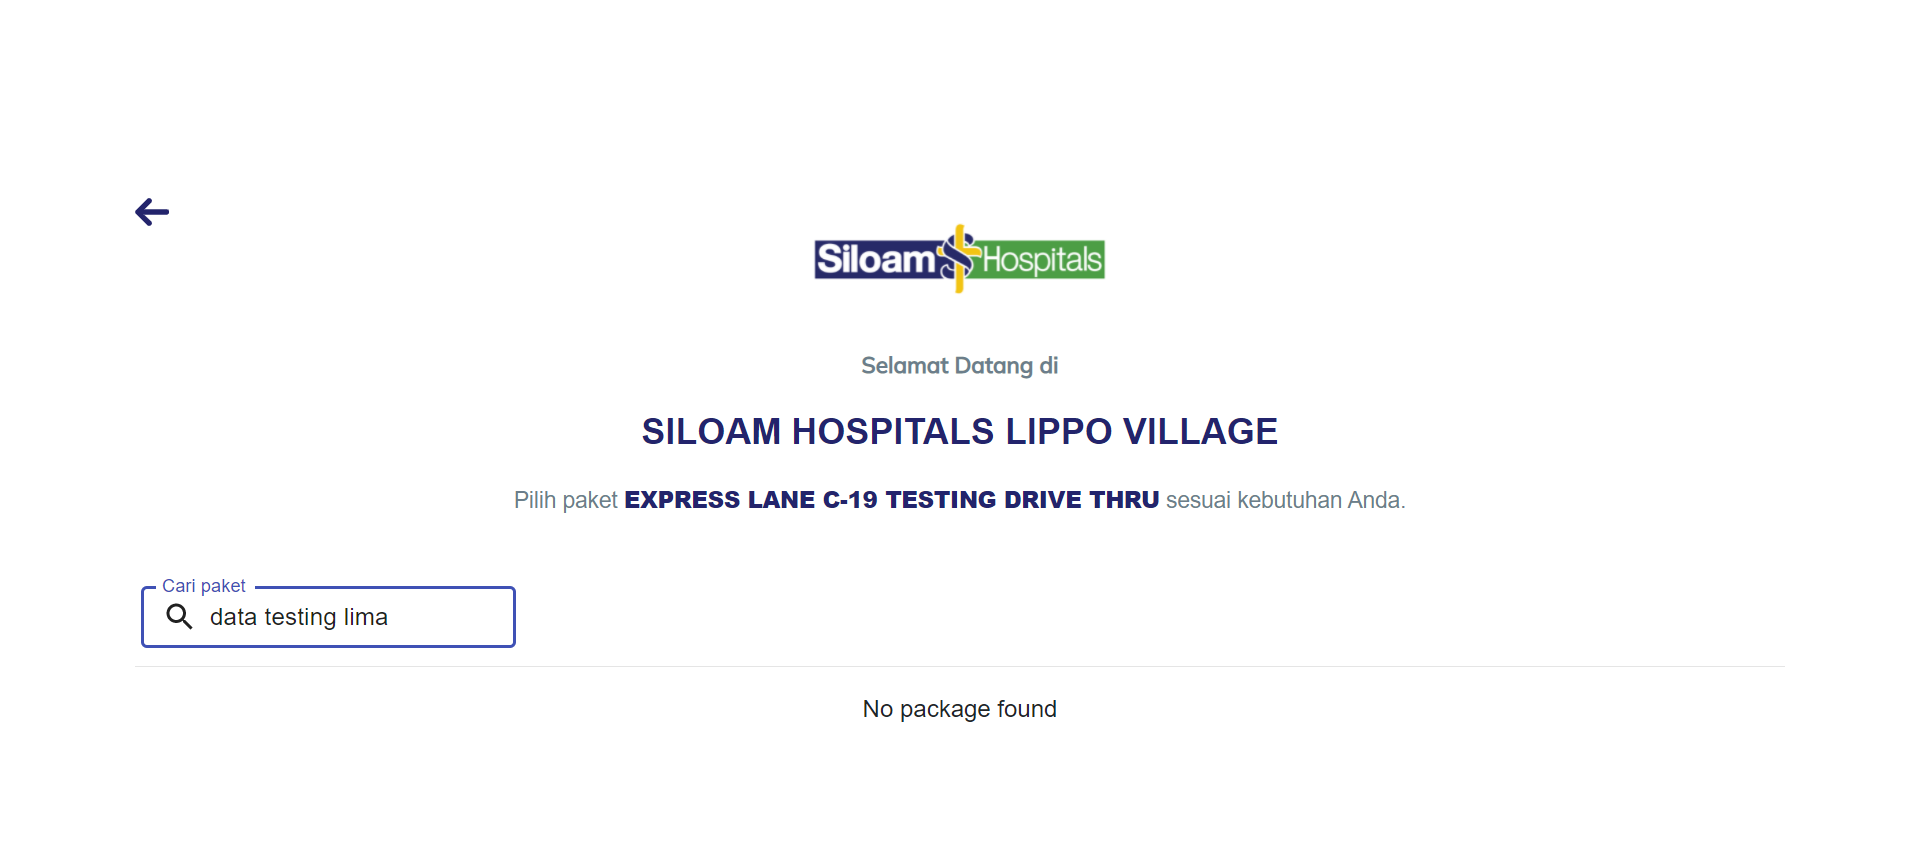 Siloam Hospitals
Selamat Datang di
SILOAM HOSPITALS LIPPO VILLAGE
Pilih paket EXPRESS LANE C-19 TESTING DRIVE THRU sesuai kebutuhan Anda.
Cari paket
data testing lima
No package found